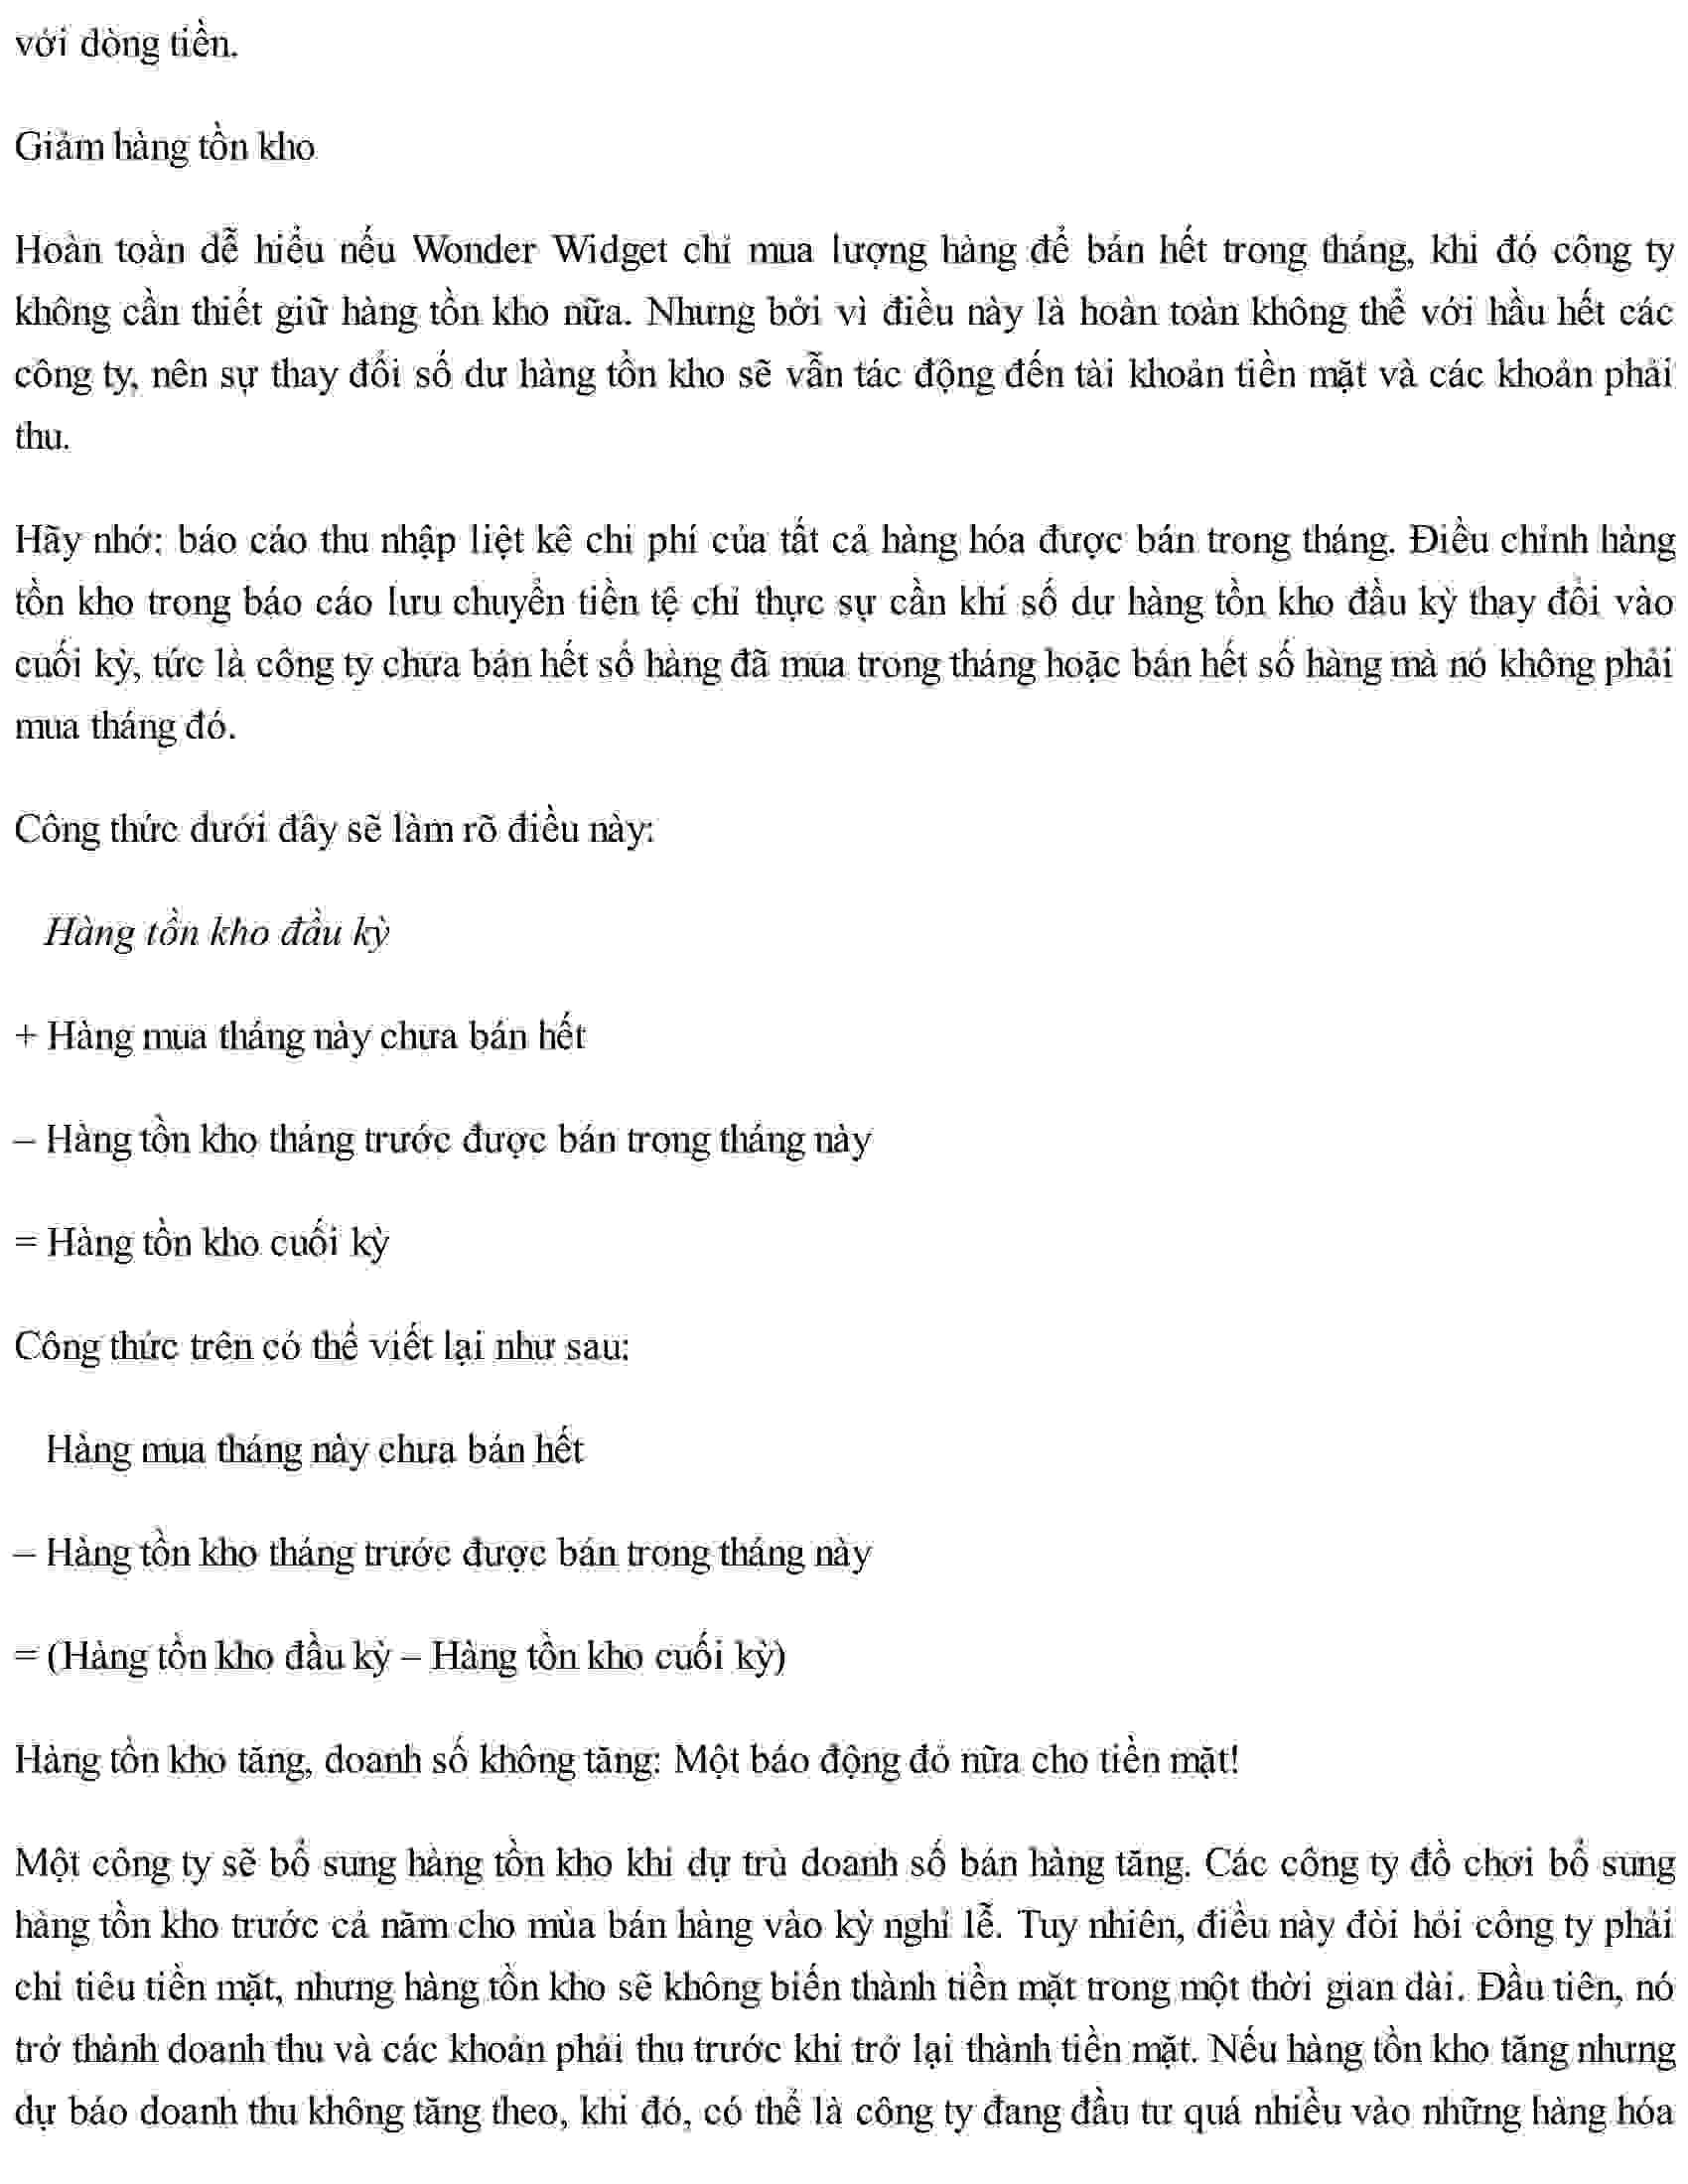 với dòng tiền.
Giảm hàng tồn kho
Hoàn toàn dễ hiểu nếu Wonder Widget chỉ mua lượng hàng để bán hết trong tháng, khi đó công ty
không cần thiết giữ hàng tồn kho nữa. Nhưng bởi vì điều này là hoàn toàn không thể với hầu hết các
công ty, nên sự thay đổi số dư hàng tồn kho sẽ vẫn tác động đến tài khoản tiền mặt và các khoản phải
thu.
Hãy nhớ: báo cáo thu nhập liệt kê chi phí của tất cả hàng hóa được bán trong tháng. Điều chỉnh hàng
tồn kho trong báo cáo lưu chuyển tiền tệ chỉ thực sự cần khi số dư hàng tồn kho đầu kỳ thay đổi vào
cuối kỳ, tức là công ty chưa bán hết số hàng đã mua trong tháng hoặc bán hết số hàng mà nó không phải
mua tháng đó.
Công thức dưới đây sẽ làm rõ điều này:
Hàng tồn kho đầu kỳ
+ Hàng mua tháng này chưa bán hết
– Hàng tồn kho tháng trước được bán trong tháng này
= Hàng tồn kho cuối kỳ
Công thức trên có thể viết lại như sau:
Hàng mua tháng này chưa bán hết
– Hàng tồn kho tháng trước được bán trong tháng này
= (Hàng tồn kho đầu kỳ – Hàng tồn kho cuối kỳ)
Hàng tồn kho tăng, doanh số không tăng: Một báo động đỏ nữa cho tiền mặt!
Một công ty sẽ bổ sung hàng tồn kho khi dự trù doanh số bán hàng tăng. Các công ty đồ chơi bổ sung
hàng tồn kho trước cả năm cho mùa bán hàng vào kỳ nghỉ lễ. Tuy nhiên, điều này đòi hỏi công ty phải
chi tiêu tiền mặt, nhưng hàng tồn kho sẽ không biến thành tiền mặt trong một thời gian dài. Đầu tiên, nó
trở thành doanh thu và các khoản phải thu trước khi trở lại thành tiền mặt. Nếu hàng tồn kho tăng nhưng
dự báo doanh thu không tăng theo, khi đó, có thể là công ty đang đầu tư quá nhiều vào những hàng hóa